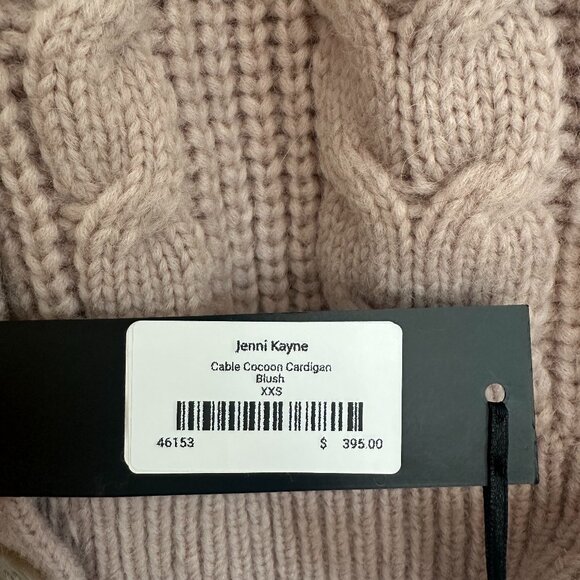 Jenni Kayne
Cable Cocoon Cardigan
Blush
XXS
46153 $ 395.00